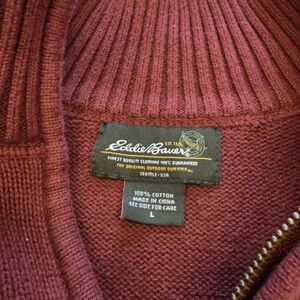 EST. 1920
Eddie Bauer
FINEST QUALITY CLOTHING 100% GUARANTEED
THE ORIGINAL OUTDOOR OUTFITTER
SEATTLE - USA
100% COTTON
MADE IN CHINA
SEE SIDE FOR CARE
L